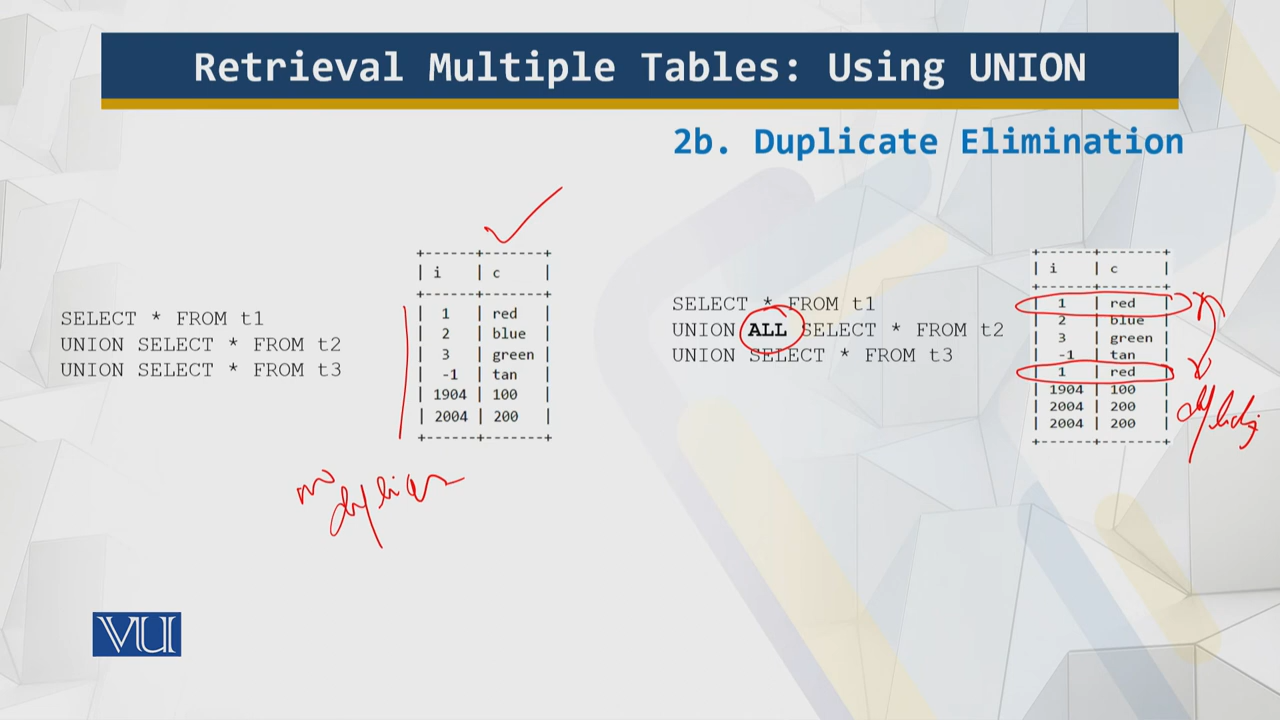 Retrieval Multiple Tables: Using UNION
2b. Duplicate Elimination
SELECT * FROM t1
UNION SELECT * FROM t2
UNION SELECT * FROM t3
+------+------+
| i | c |
+------+------+
| 1 | red |
| 2 | blue |
| 3 | green |
| -1 | tan |
| 1904 | 100 |
| 2004 | 200 |
+------+------+
no
SELECT * FROM t1
UNION ALL SELECT * FROM t2
UNION SELECT * FROM t3
+------+------+
| i | c |
+------+------+
| 1 | red |
| 2 | blue |
| 3 | green |
| -1 | tan |
| 1 | red |
| 1904 | 100 |
| 2004 | 200 |
| 2004 | 200 |
+------+------+
VU